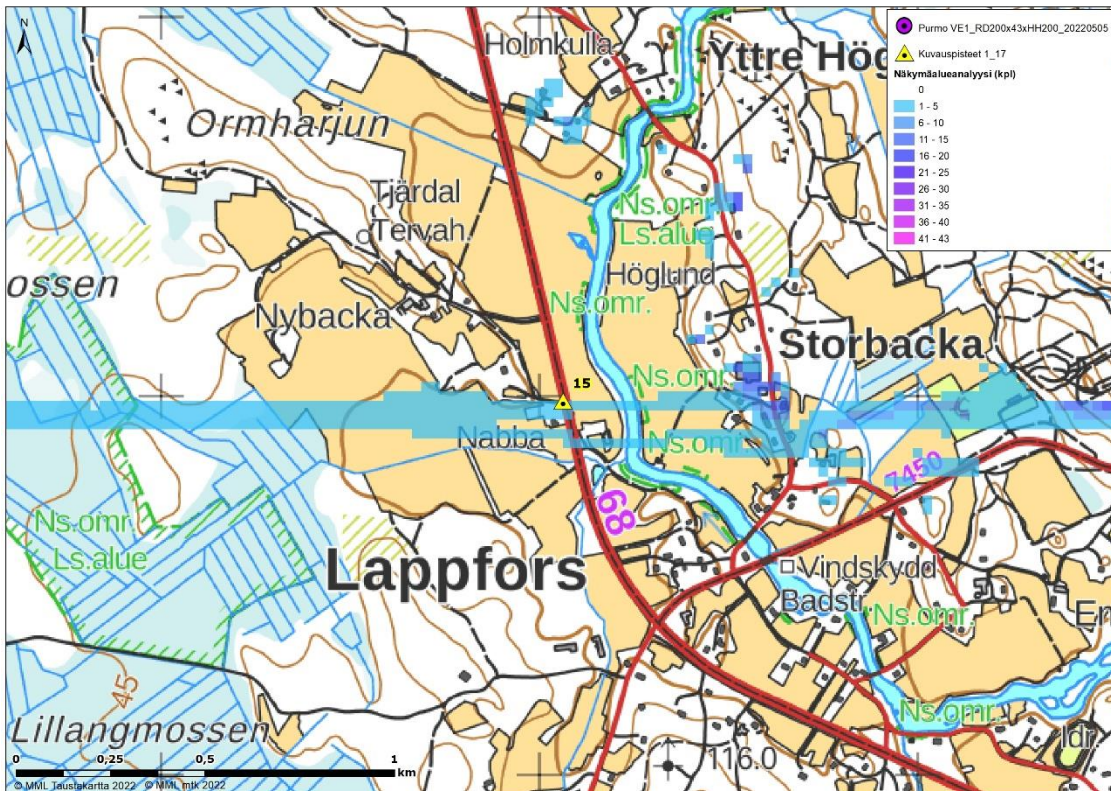 N
Purmo VE1_RD200x43xHH200_20220505
Kuvauspisteet 1_17
Näkymäalueanalyysi (kpl)
0
1 - 5
6 - 10
11 - 15
16 - 20
21 - 25
26 - 30
31 - 35
36 - 40
41 - 43
Holmkulla
Yttre Hög
Ormharjun
Tjärdal
Tervah.
Ns.omr.
Ls.alue
Höglund
ossen
Nybacka
Ns.omr.
Storbacka
Ns.omr.
15
Nabba
Ns.omr.
7450
68
Ns.omr.
Ls.alue
Lappfors
Vindskydd
Badstr.
Ns.omr.
Er
45
Lillangmossen
Ns.omr.
Idr.
116.0
0 0,25 0,5 1
km
© MML Taustakartta 2022 © MML mtk 2022